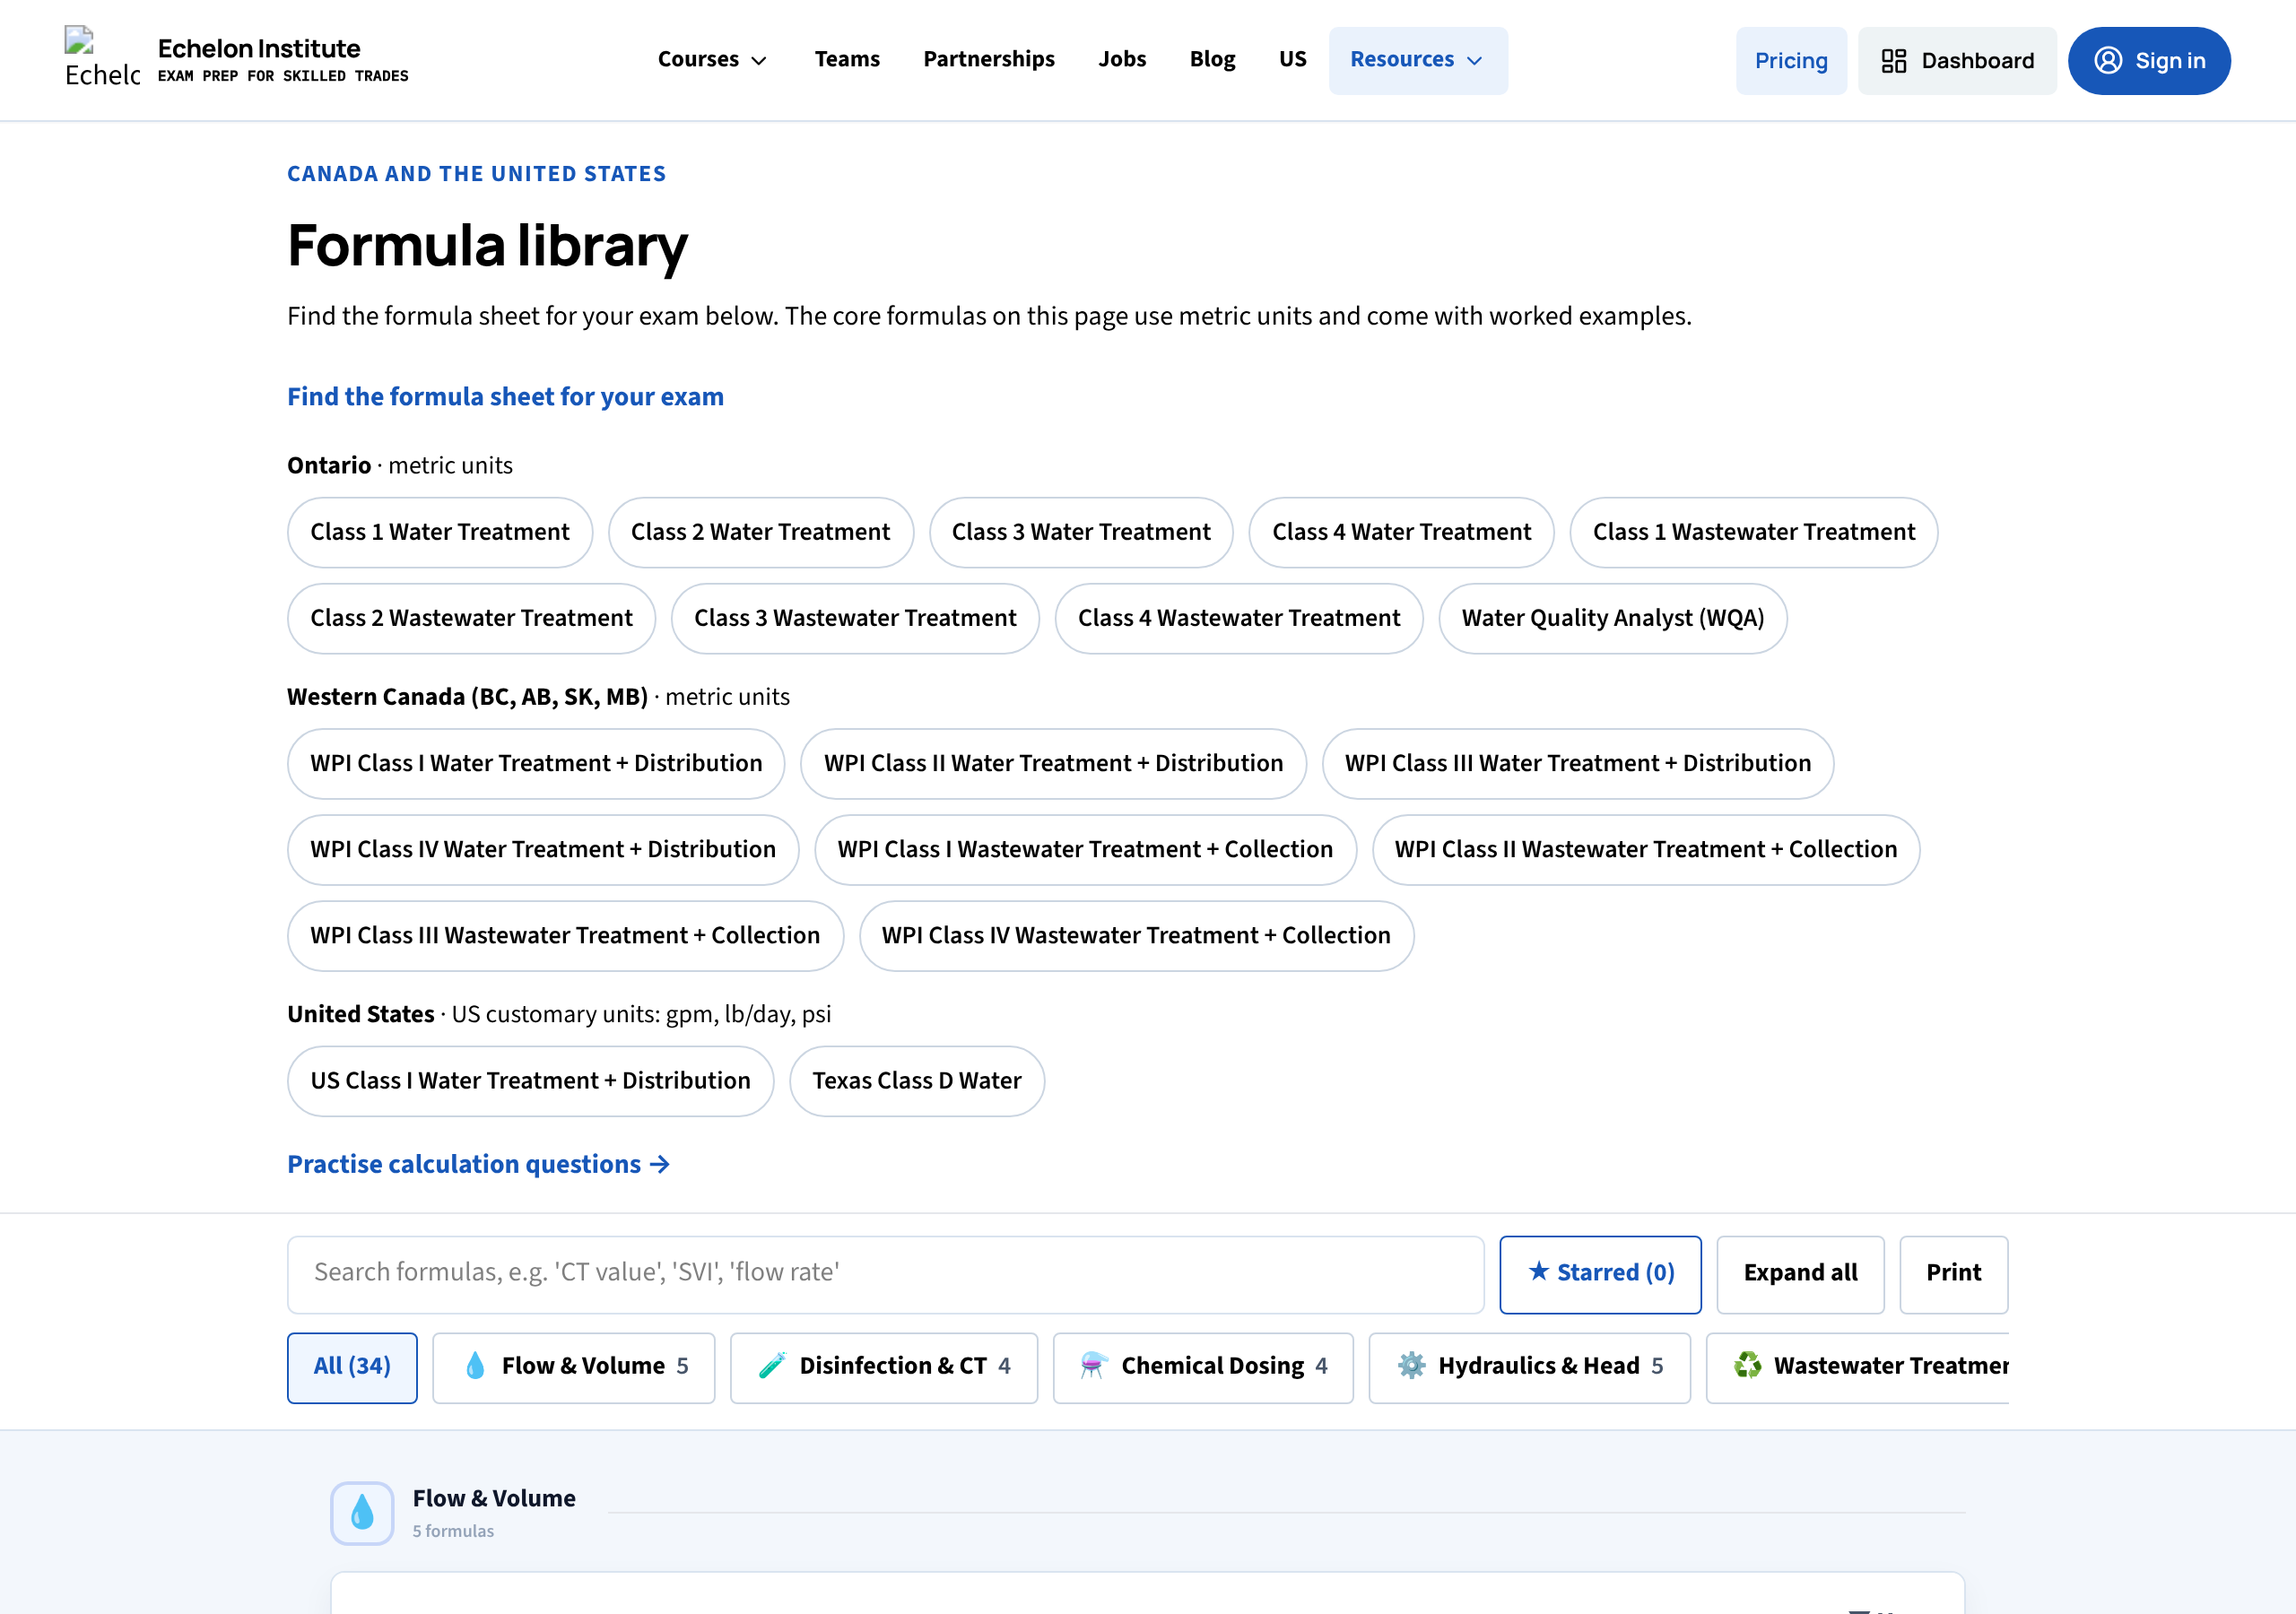 Echelon Institute
EXAM PREP FOR SKILLED TRADES
Courses
Teams
Partnerships
Jobs
Blog
US
Resources
Pricing
Dashboard
Sign in
CANADA AND THE UNITED STATES
Formula library
Find the formula sheet for your exam below. The core formulas on this page use metric units and come with worked examples.
Find the formula sheet for your exam
Ontario · metric units
Class 1 Water Treatment
Class 2 Water Treatment
Class 3 Water Treatment
Class 4 Water Treatment
Class 1 Wastewater Treatment
Class 2 Wastewater Treatment
Class 3 Wastewater Treatment
Class 4 Wastewater Treatment
Water Quality Analyst (WQA)
Western Canada (BC, AB, SK, MB) · metric units
WPI Class I Water Treatment + Distribution
WPI Class II Water Treatment + Distribution
WPI Class III Water Treatment + Distribution
WPI Class IV Water Treatment + Distribution
WPI Class I Wastewater Treatment + Collection
WPI Class II Wastewater Treatment + Collection
WPI Class III Wastewater Treatment + Collection
WPI Class IV Wastewater Treatment + Collection
United States · US customary units: gpm, lb/day, psi
US Class I Water Treatment + Distribution
Texas Class D Water
Practise calculation questions →
Search formulas, e.g. 'CT value', 'SVI', 'flow rate'
★ Starred (0)
Expand all
Print
All (34)
Flow & Volume 5
Disinfection & CT 4
Chemical Dosing 4
Hydraulics & Head 5
Wastewater
Flow & Volume
5 formulas